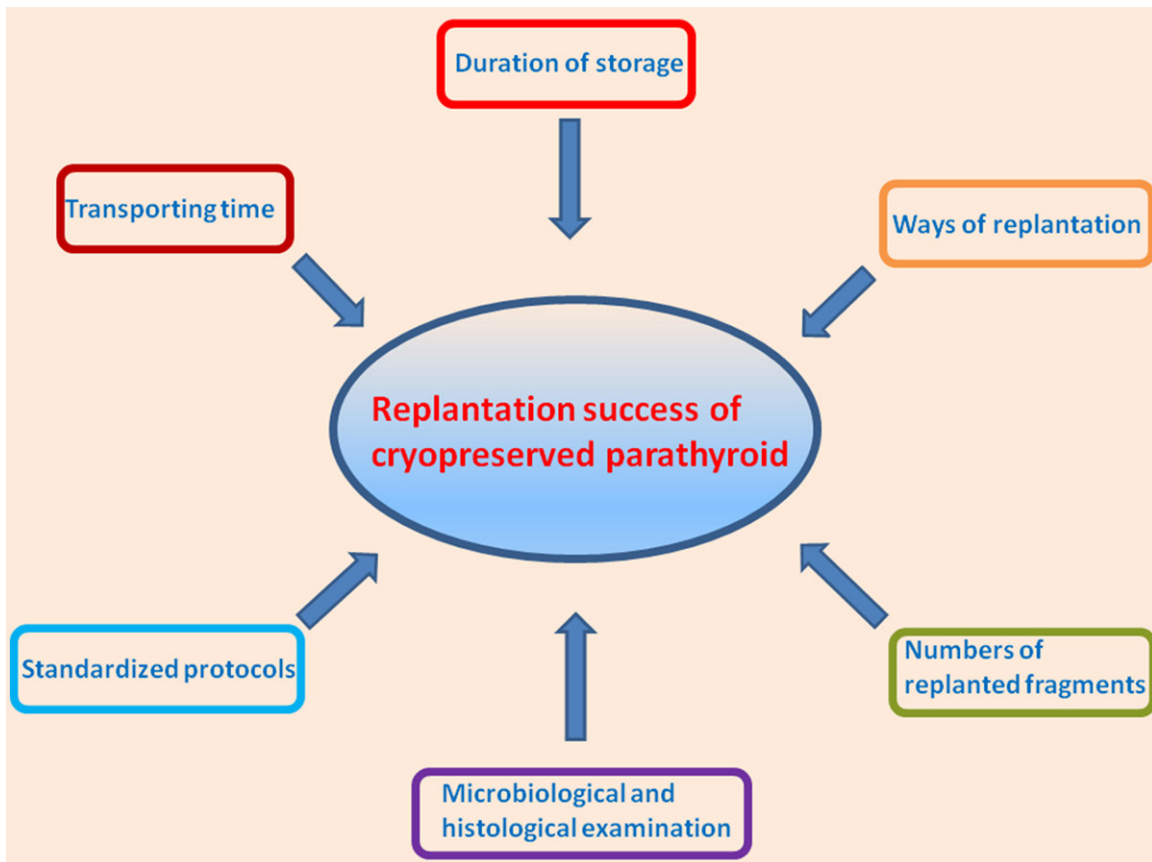 Duration of storage
Transporting time
Ways of replantation
Replantation success of
cryopreserved parathyroid
Standardized protocols
Numbers of
replanted fragments
Microbiological and
histological examination